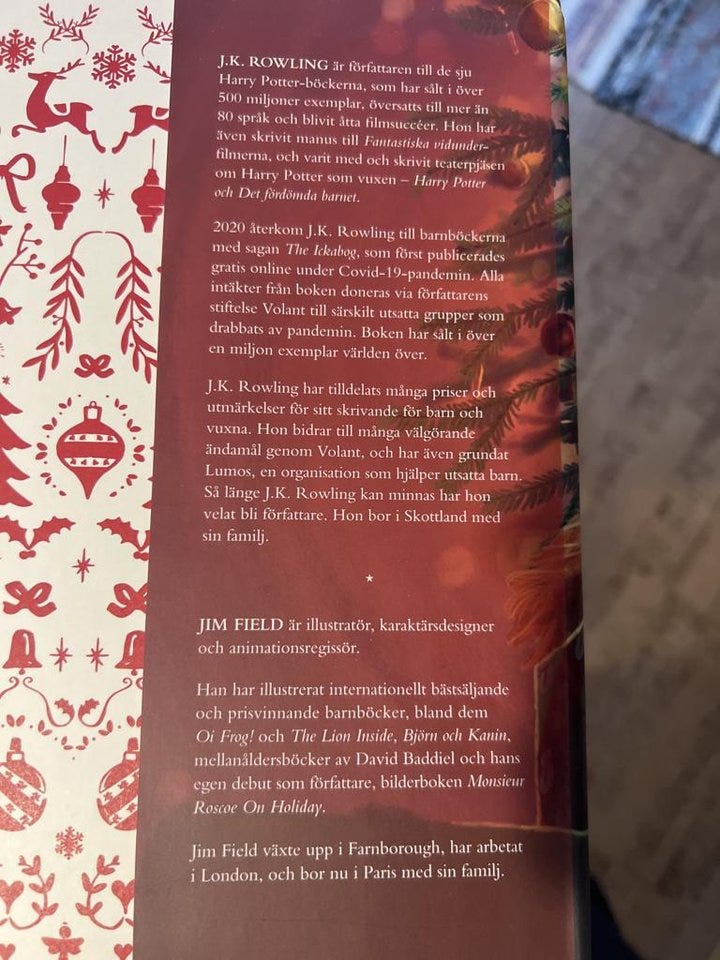 J.K. ROWLING är författaren till de sju
Harry Potter-böckerna, som har sålt i över
500 miljoner exemplar, översatts till mer än
80 språk och blivit åtta filmsuccéer. Hon har
även skrivit manus till Fantastiska vidunder-
filmerna, och varit med och skrivit teaterpjäsen
om Harry Potter som vuxen – Harry Potter
och Det fördömda barnet.
2020 återkom J.K. Rowling till barnböckerna
med sagan The Ickabog, som först publicerades
gratis online under Covid-19-pandemin. Alla
intäkter från boken doneras via författarens
stiftelse Volant till särskilt utsatta grupper som
drabbats av pandemin. Boken har sålt i över
en miljon exemplar världen över.
J.K. Rowling har tilldelats många priser och
utmärkelser för sitt skrivande för barn och
vuxna. Hon bidrar till många välgörande
ändamål genom Volant, och har även grundat
Lumos, en organisation som hjälper utsatta barn.
Så länge J.K. Rowling kan minnas har hon
velat bli författare. Hon bor i Skottland med
sin familj.
★
JIM FIELD är illustratör, karaktärsdesigner
och animationsregissör.
Han har illustrerat internationellt bästsäljande
och prisvinnande barnböcker, bland dem
Oi Frog! och The Lion Inside, Björn och Kanin,
mellanåldersböcker av David Baddiel och hans
egen debut som författare, bilderboken Monsieur
Roscoe On Holiday.
Jim Field växte upp i Farnborough, har arbetat
i London, och bor nu i Paris med sin familj.